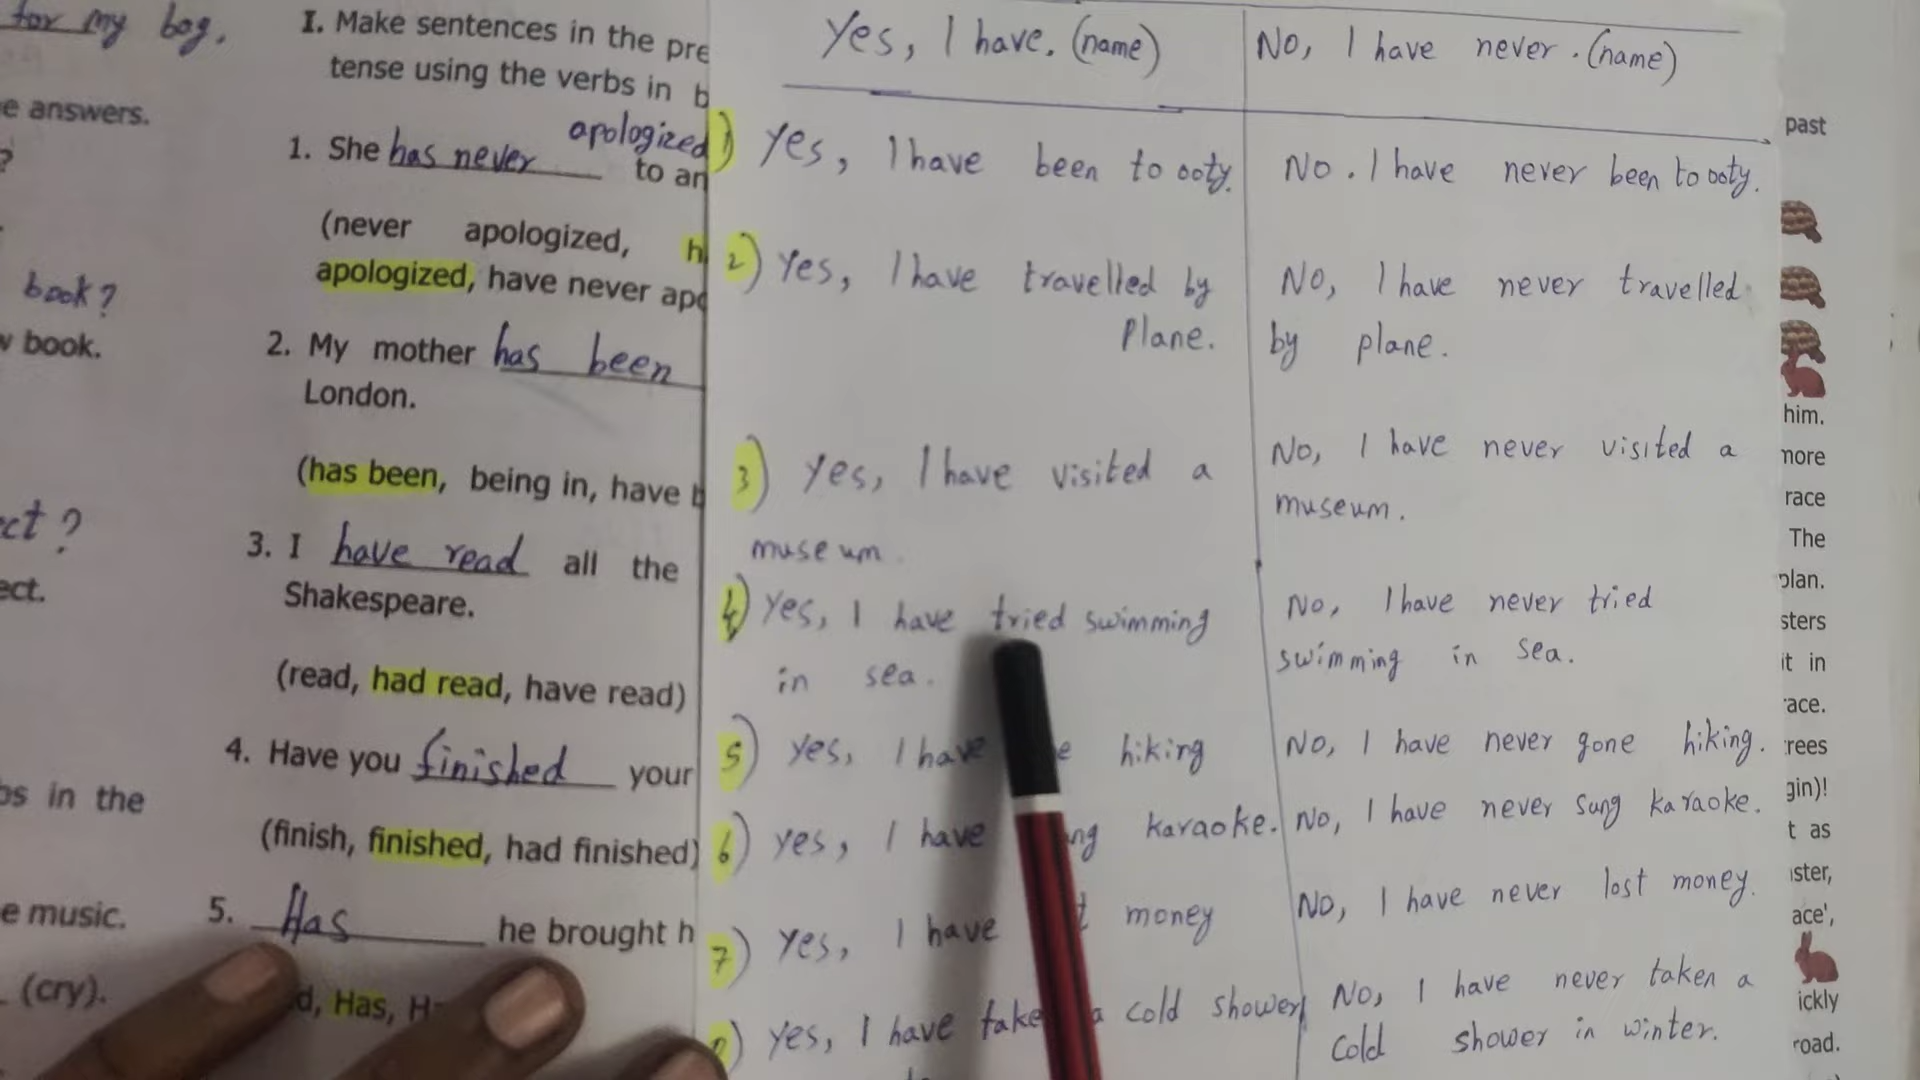 for my bag.
e answers.
?
book?
w book.
ct?
ect.
bs in the
e music.
(cry).
I. Make sentences in the pre
tense using the verbs in b
apologized
1. She has never to an
(never apologized, h
apologized, have never apo
2. My mother has been
London.
(has been, being in, have b
3. I have read all the
Shakespeare.
(read, had read, have read)
4. Have you finished your
(finish, finished, had finished)
5. Has he brought h
d, Has, H
Yes, I have. (name)
No, I have never. (name)
1) Yes, I have been to ooty.
No. I have never been to ooty.
2) Yes, I have travelled by
Plane.
No, I have never travelled
by plane.
3) Yes, I have visited a
museum.
No, I have never visited a
museum.
4) Yes, I have tried swimming
in sea.
No, I have never tried
swimming in sea.
5) Yes, I have e hiking
No, I have never gone hiking.
6) Yes, I have ng karaoke.
No, I have never sung karaoke.
7) Yes, I have t money
No, I have never lost money.
) Yes, I have take a cold shower
No, I have never taken a
cold shower in winter.
past
him.
more
race
The
plan.
sters
it in
ace.
rees
gin)!
t as
ster,
ace',
ickly
road.